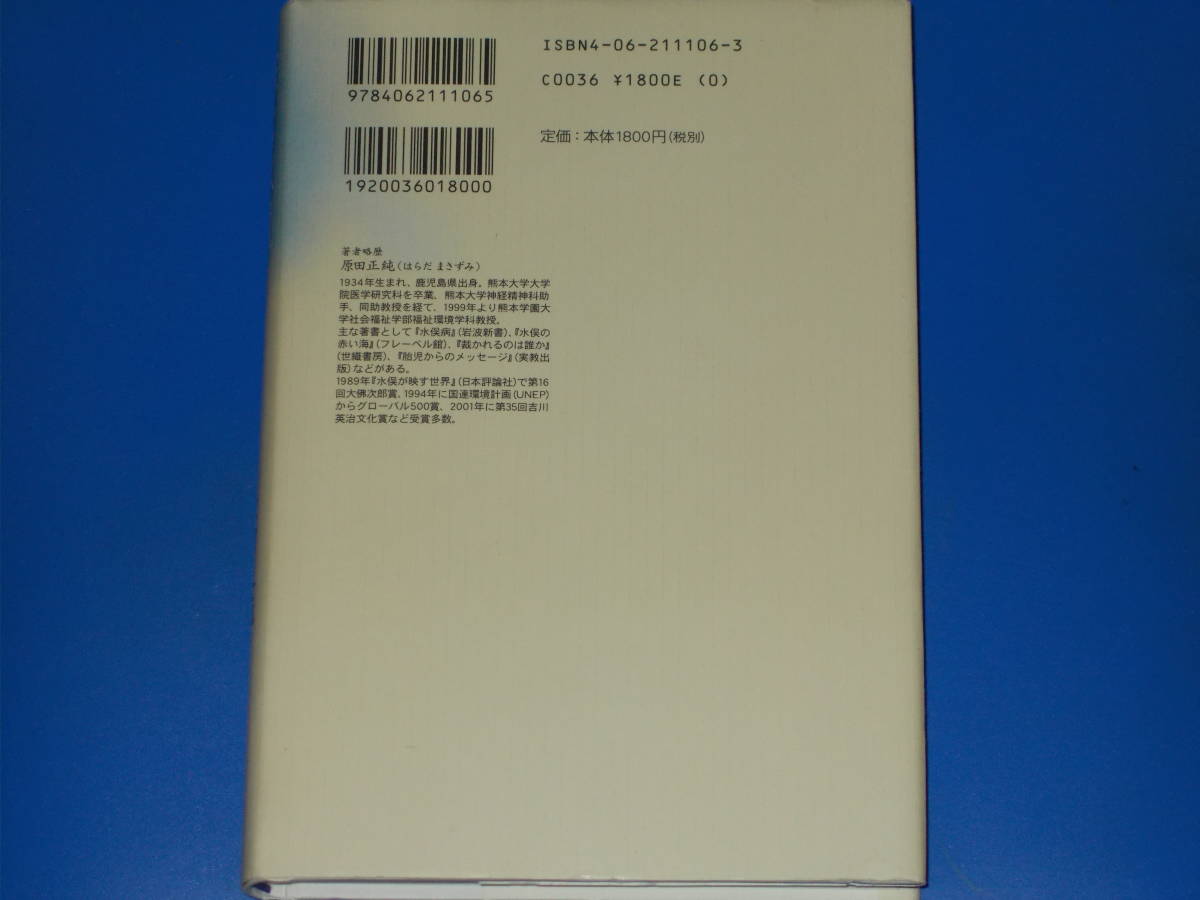 ISBN4-06-211106-3
9784062111065
C0036 ¥1800E (0)
定価：本体1800円（税別）
1920036018000
著者略歴
原田正純（はらだ まさずみ）
1934年生まれ、鹿児島県出身。熊本大学大学
院医学研究科を卒業、熊本大学神経精神科助
手、同助教授を経て、1999年より熊本学園大
学社会福祉学部福祉環境学科教授。
主な著書として『水俣病』（岩波新書）、『水俣の
赤い海』（フレーベル館）、『裁かれるのは誰か』
（世織書房）、『胎児からのメッセージ』（実教出
版）などがある。
1989年『水俣が映す世界』（日本評論社）で第16
回大佛次郎賞、1994年に国連環境計画（UNEP）
からグローバル500賞、2001年に第35回吉川
英治文化賞など受賞多数。